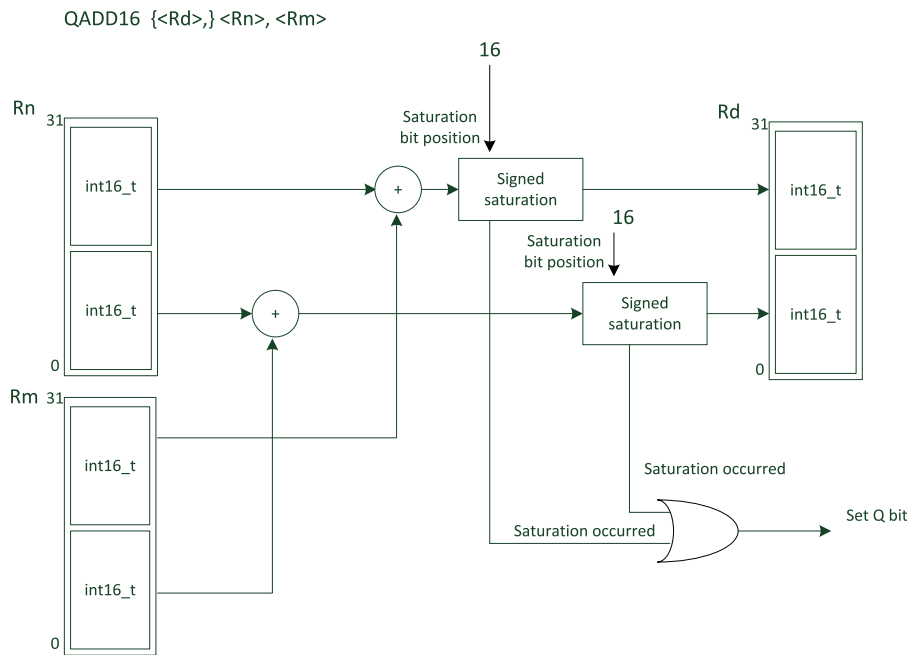 QADD16 {<Rd>,} <Rn>, <Rm>
16
Rn
31
Saturation
bit position
Rd
31
int16_t
+
Signed
saturation
int16_t
16
Saturation
bit position
int16_t
+
Signed
saturation
int16_t
0
0
Rm 31
int16_t
Saturation occurred
Set Q bit
Saturation occurred
int16_t
0